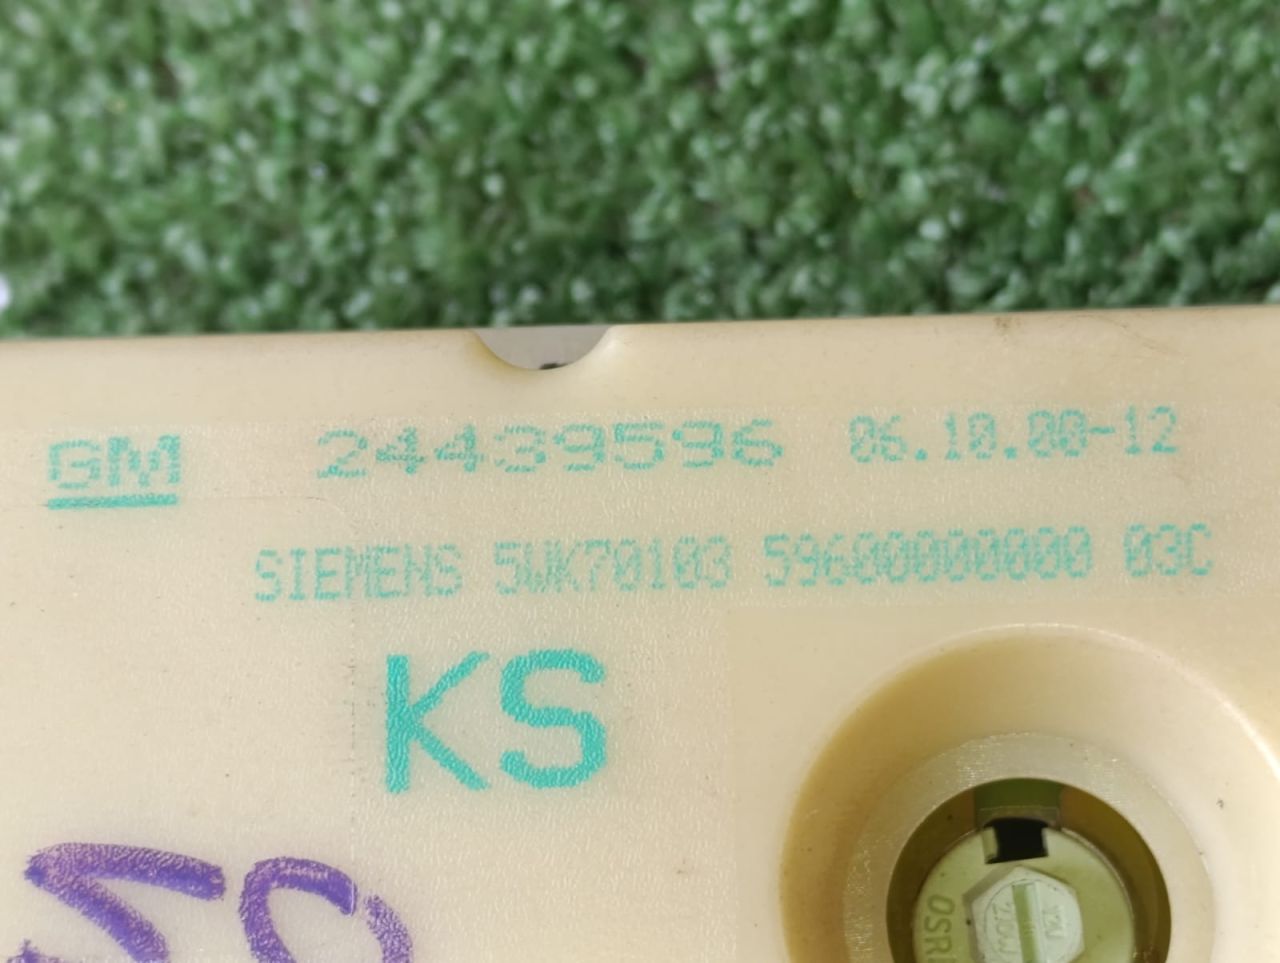 GM 24439596 06.10.00-12
SIEMENS 5WK70103 59600000000 03C
KS